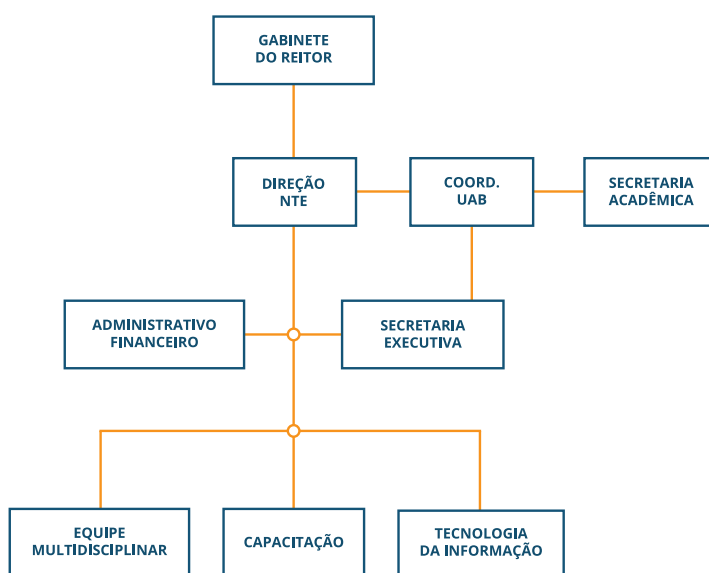 GABINETE
DO REITOR
DIREÇÃO
NTE
COORD.
UAB
SECRETARIA
ACADÊMICA
ADMINISTRATIVO
FINANCEIRO
SECRETARIA
EXECUTIVA
EQUIPE
MULTIDISCIPLINAR
CAPACITAÇÃO
TECNOLOGIA
DA INFORMAÇÃO